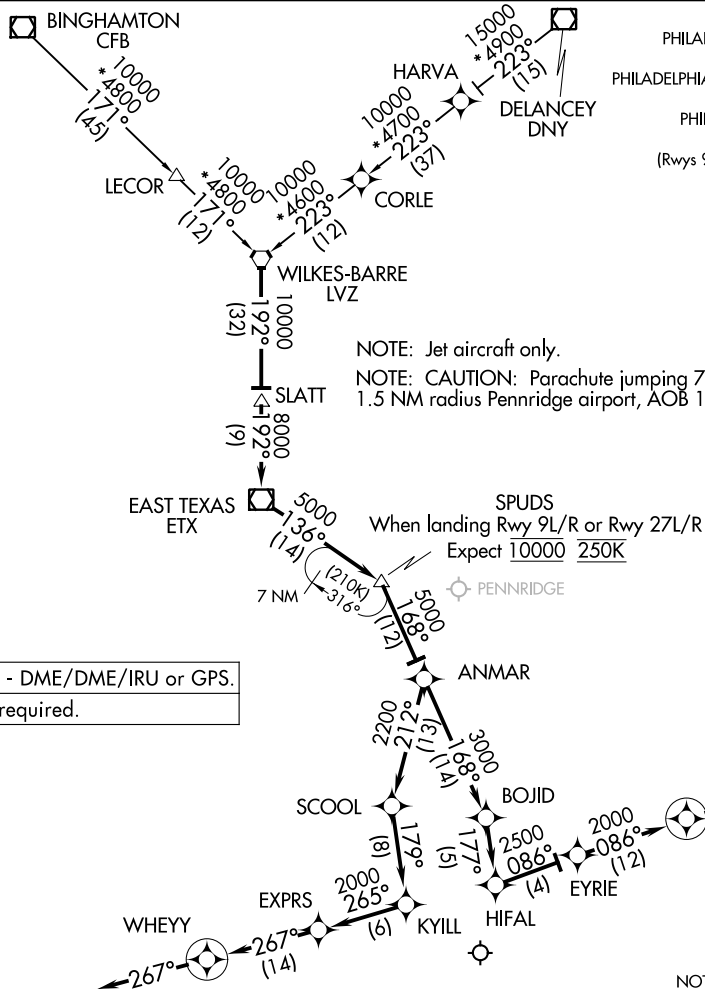 BINGHAMTON
CFB
10000
*4800
171°
(45)
LECOR
10000
*4800
171°
(12)
15000
*4900
223°
(15)
HARVA
DELANCEY
DNY
10000
*4700
223°
(37)
CORLE
10000
*4600
223°
(12)
WILKES-BARRE
LVZ
PHILA
PHILADELPHIA
PHI
(Rwys 9
10000
192°
(32)
NOTE: Jet aircraft only.
NOTE: CAUTION: Parachute jumping 7
1.5 NM radius Pennridge airport, AOB 1
SLATT
8000
192°
(9)
EAST TEXAS
ETX
5000
136°
(14)
SPUDS
When landing Rwy 9L/R or Rwy 27L/R
Expect 10000 250K
(210K)
7 NM
316°
PENNRIDGE
5000
168°
(12)
- DME/DME/IRU or GPS.
required.
ANMAR
2200
212°
(13)
3000
168°
(14)
SCOOL
BOJID
179°
(8)
177°
(5)
2500
086°
(4)
2000
086°
(12)
EYRIE
HIFAL
KYILL
2000
265°
(6)
EXPRS
267°
(14)
WHEYY
267°
NOT